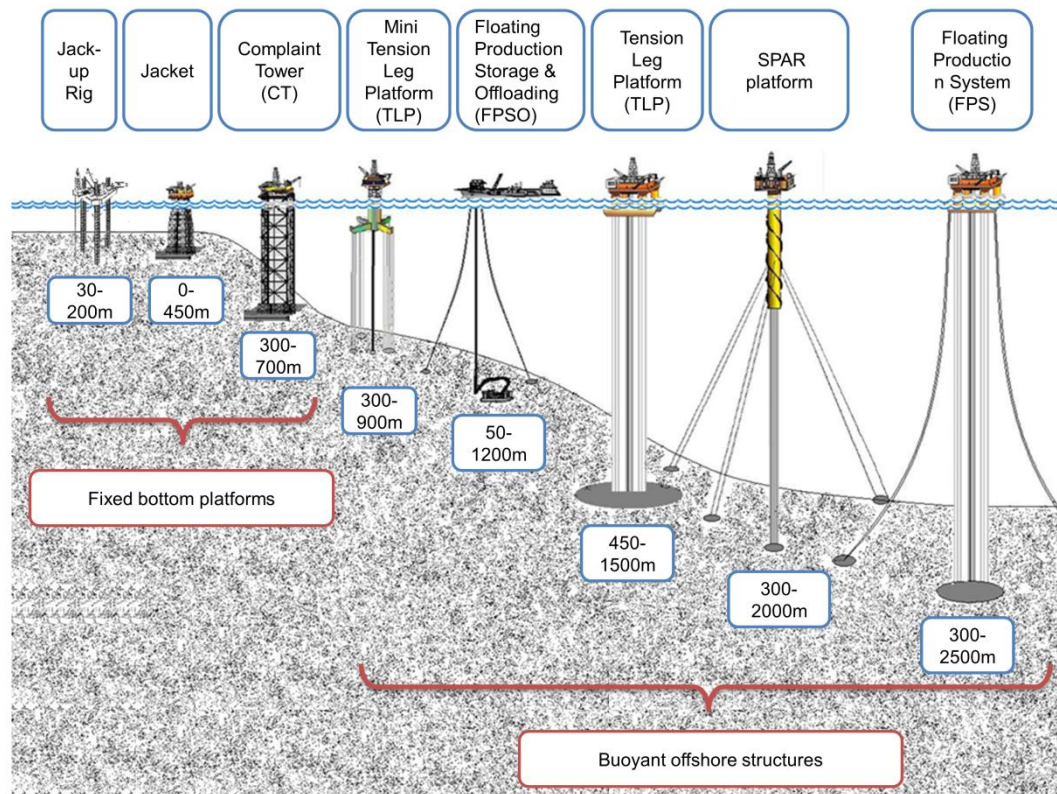 Jack-
up
Rig
Jacket
Complaint
Tower
(CT)
Mini
Tension
Leg
Platform
(TLP)
Floating
Production
Storage &
Offloading
(FPSO)
Tension
Leg
Platform
(TLP)
SPAR
platform
Floating
Productio
n System
(FPS)
30-
200m
0-
450m
300-
700m
300-
900m
50-
1200m
450-
1500m
300-
2000m
300-
2500m
Fixed bottom platforms
Buoyant offshore structures